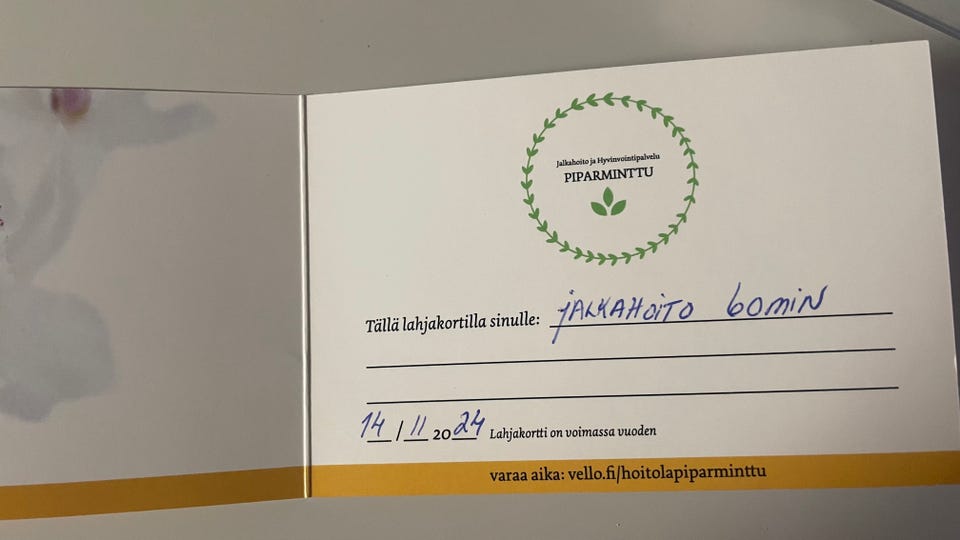 Jalkahoito ja Hyvinvointipalvelu
PIPARMINTTU
Tällä lahjakortilla sinulle: jALKAHOiTO 60miN
14 / 11 2024 Lahjakortti on voimassa vuoden
varaa aika: vello.fi/hoitolapiparminttu